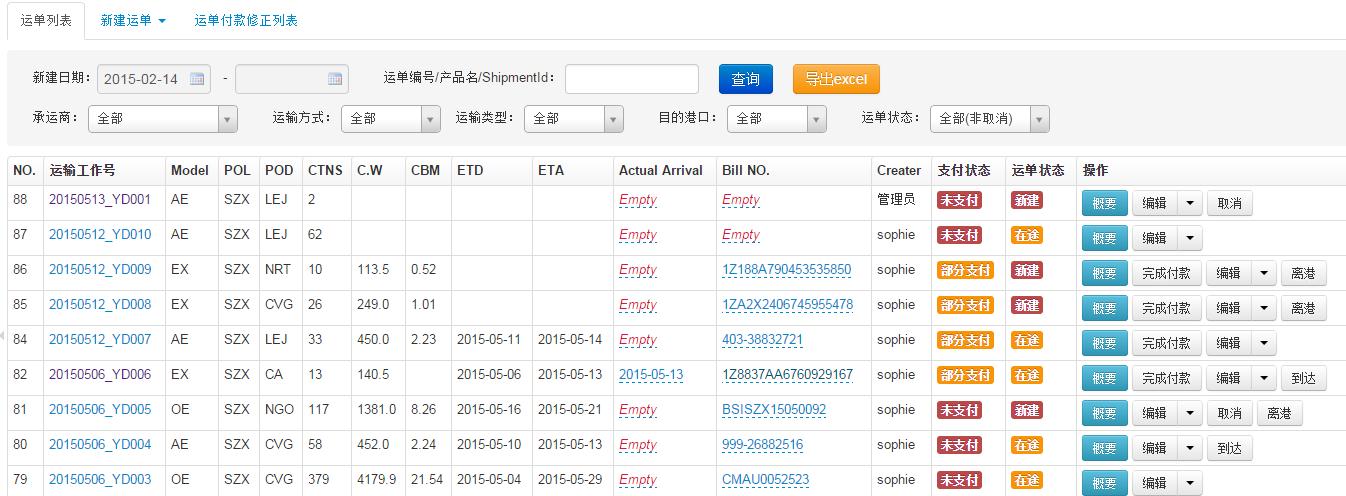 运单列表 新建运单 运单付款修正列表
新建日期: 2015-02-14 - 运单编号/产品名/ShipmentId: 查询 导出excel
承运商: 全部 运输方式: 全部 运输类型: 全部 目的港口: 全部 运单状态: 全部(非取消)
NO. 运输工作号 Model POL POD CTNS C.W CBM ETD ETA Actual Arrival Bill NO. Creater 支付状态 运单状态 操作
88 20150513_YD001 AE SZX LEJ 2 Empty Empty 管理员 未支付 新建 概要 编辑 取消
87 20150512_YD010 AE SZX LEJ 62 Empty Empty sophie 未支付 在途 概要 编辑
86 20150512_YD009 EX SZX NRT 10 113.5 0.52 Empty 1Z188A790453535850 sophie 部分支付 新建 概要 完成付款 编辑 离港
85 20150512_YD008 EX SZX CVG 26 249.0 1.01 Empty 1ZA2X2406745955478 sophie 部分支付 新建 概要 完成付款 编辑 离港
84 20150512_YD007 AE SZX LEJ 33 450.0 2.23 2015-05-11 2015-05-14 Empty 403-38832721 sophie 部分支付 在途 概要 完成付款 编辑
82 20150506_YD006 EX SZX CA 13 140.5 2015-05-06 2015-05-13 2015-05-13 1Z8837AA6760929167 sophie 部分支付 在途 概要 完成付款 编辑 到达
81 20150506_YD005 OE SZX NGO 117 1381.0 8.26 2015-05-16 2015-05-21 Empty BSISZX15050092 sophie 未支付 新建 概要 编辑 取消 离港
80 20150506_YD004 AE SZX CVG 58 452.0 2.24 2015-05-10 2015-05-13 Empty 999-26882516 sophie 未支付 在途 概要 编辑 到达
79 20150506_YD003 OE SZX CVG 379 4179.9 21.54 2015-05-04 2015-05-29 Empty CMAU0052523 sophie 未支付 在途 概要 编辑